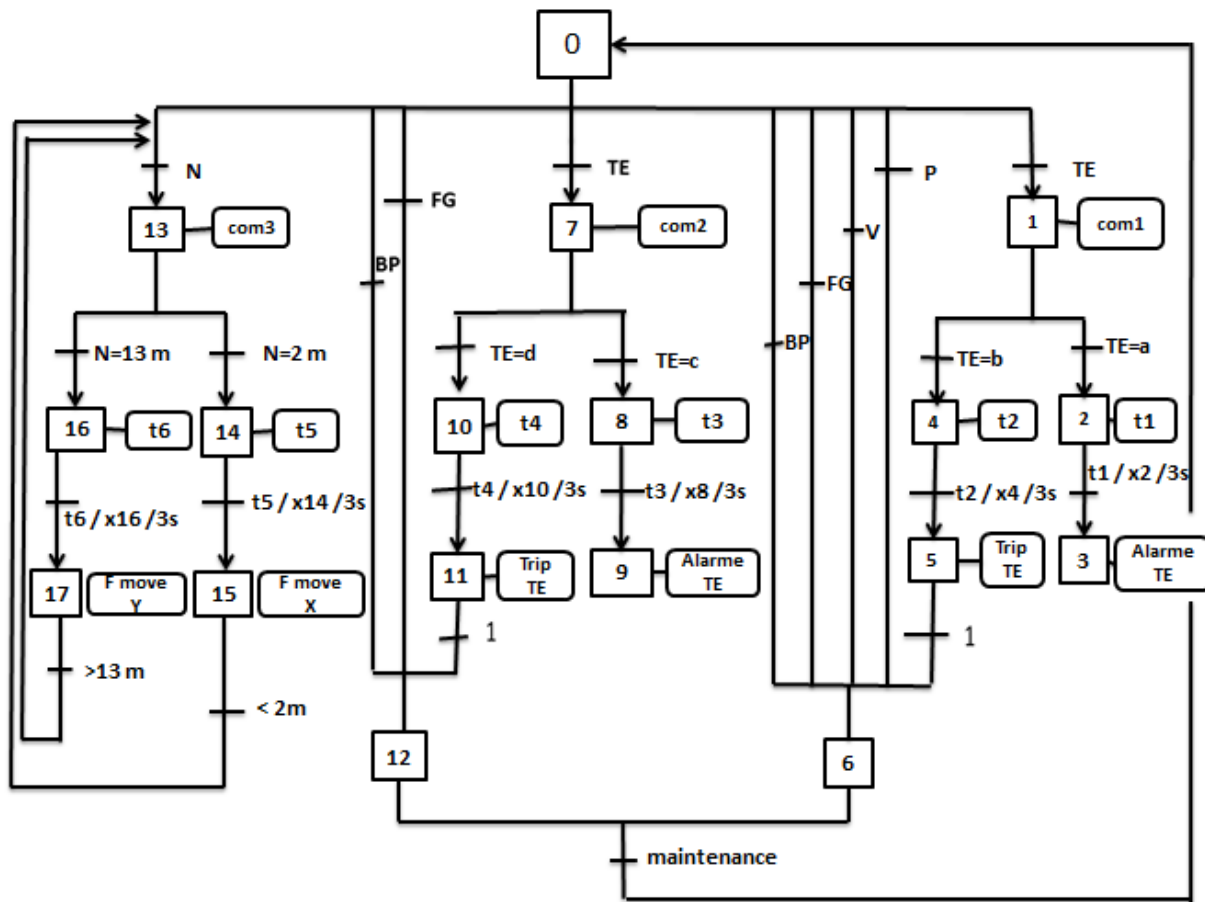 0
N
FG
TE
P
TE
13
com3
7
com2
1
com1
BP
V
FG
BP
N=13 m
N=2 m
TE=d
TE=c
TE=b
TE=a
16
t6
14
t5
10
t4
8
t3
4
t2
2
t1
t6 / x16 /3s
t5 / x14 /3s
t4 / x10 /3s
t3 / x8 /3s
t2 / x4 /3s
t1 / x2 /3s
17
F move
Y
15
F move
X
11
Trip
TE
9
Alarme
TE
5
Trip
TE
3
Alarme
TE
1
1
>13 m
< 2m
12
6
maintenance